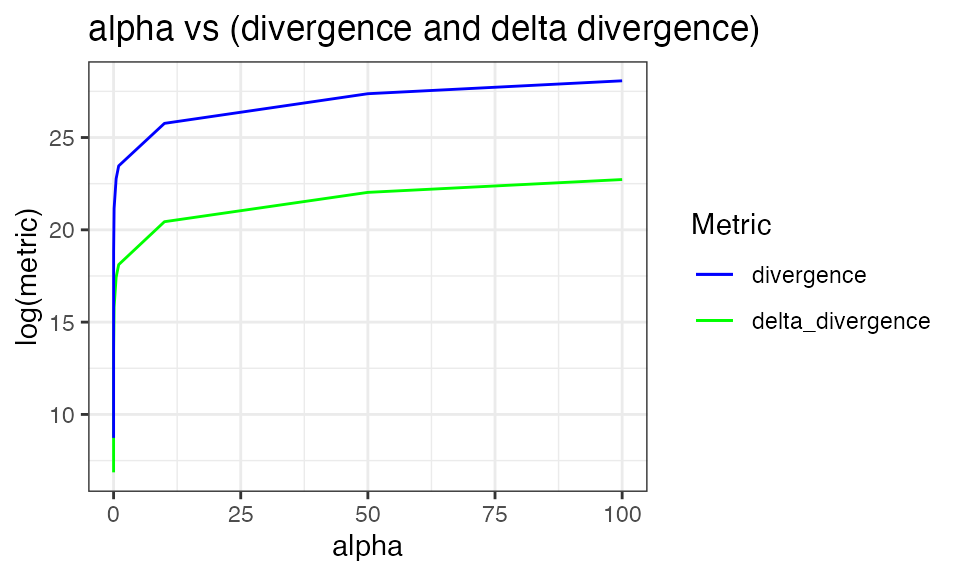 alpha vs (divergence and delta divergence)
log(metric)
25
20
15
10
0
25
50
75
100
alpha
Metric
divergence
delta_divergence